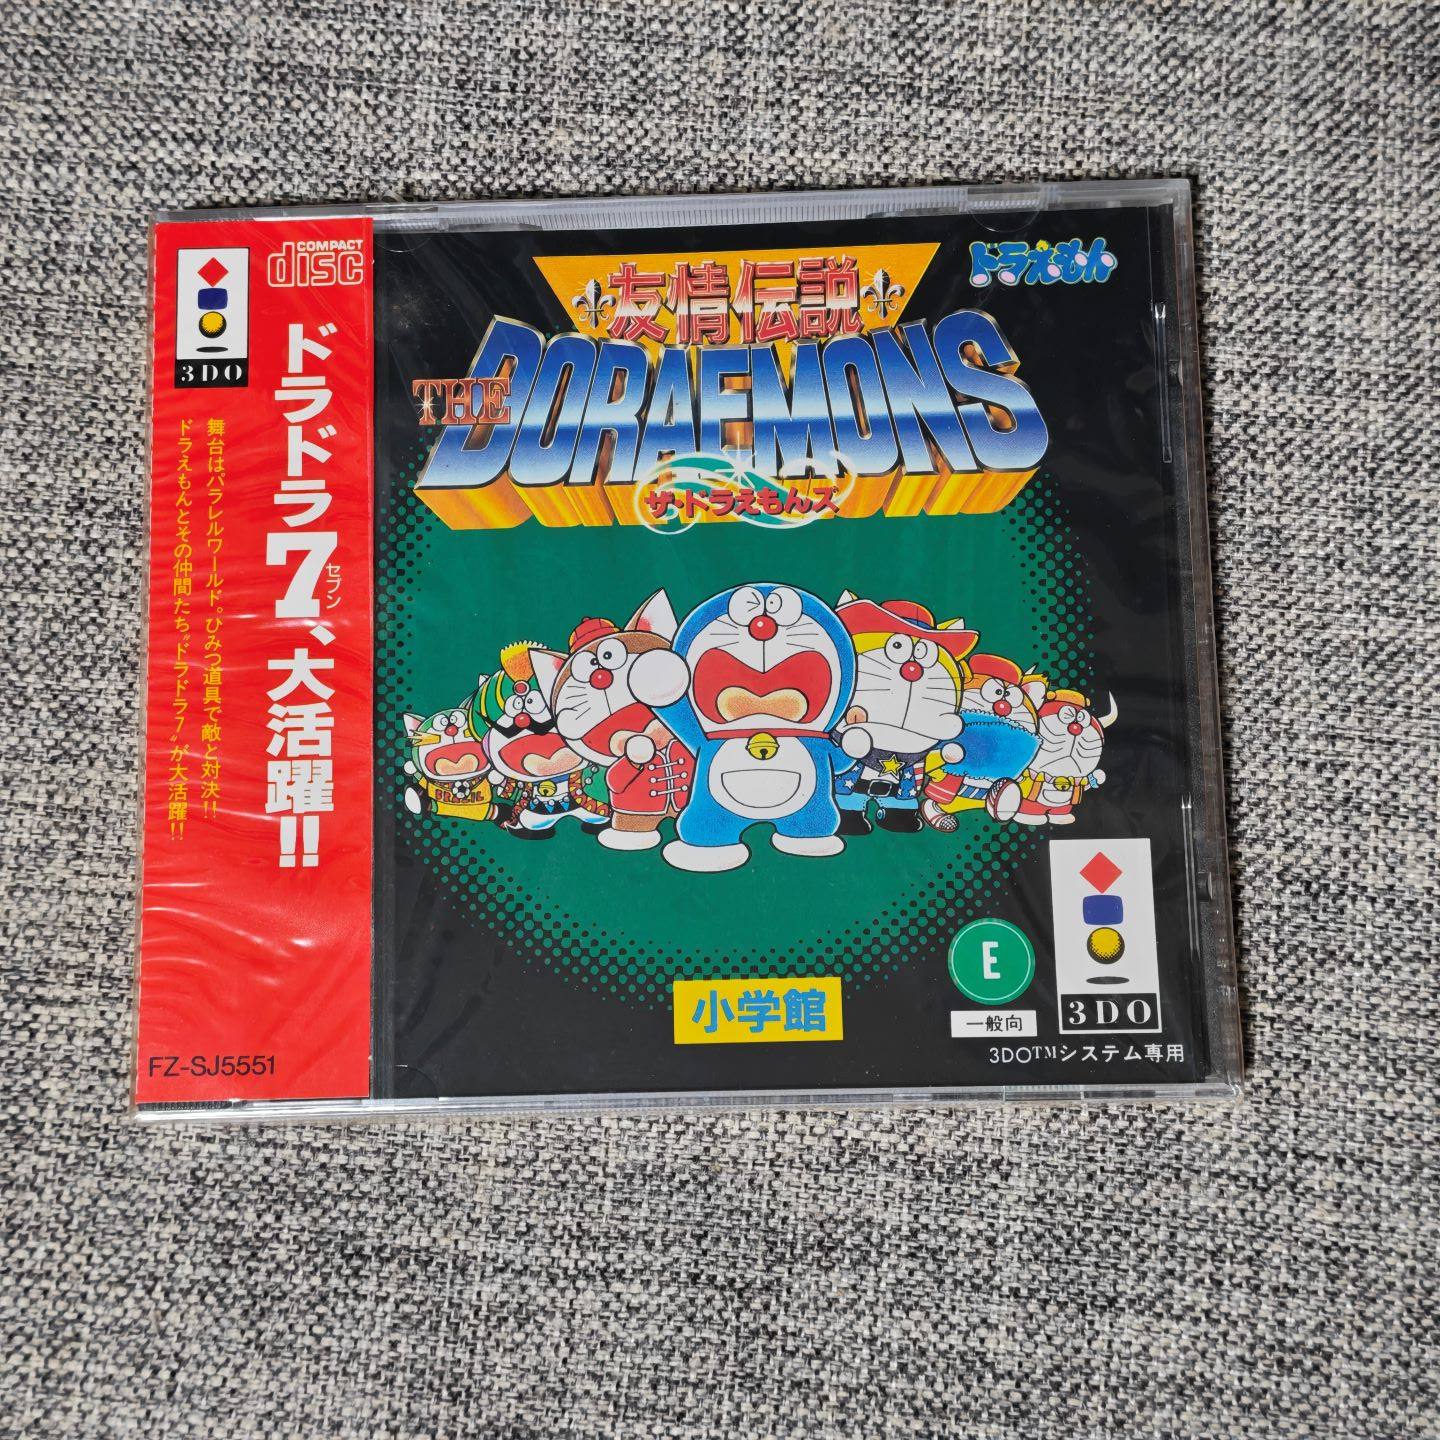 COMPACT
disc
3DO
ドラドラ7、大活躍!!
セブン
舞台はパラレルワールド。ひみつ道具で敵と対決!!
ドラえもんとその仲間たち〝ドラドラ7〟が大活躍!!
FZ-SJ5551
友情伝説
ドラえもん
THE DORAEMONS
ザ・ドラえもんズ
BRAZIL
小学館
E
一般向
3DO
3DO™システム専用